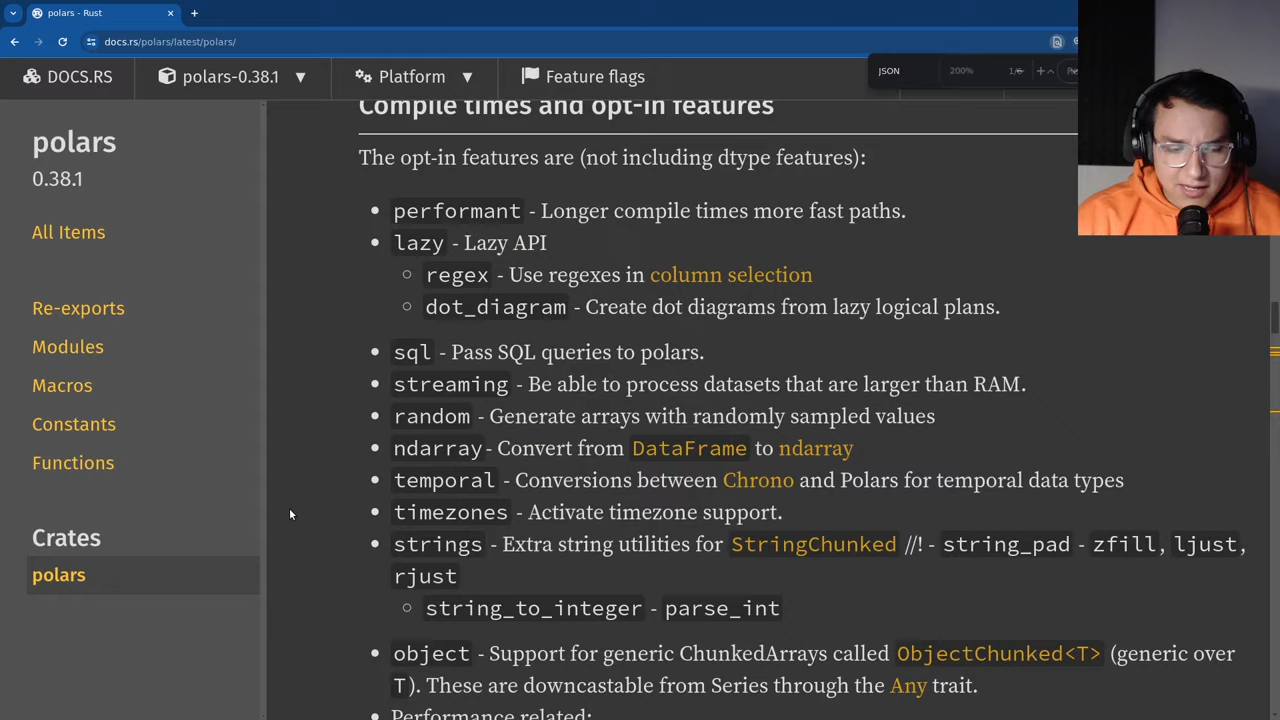 polars - Rust
docs.rs/polars/latest/polars/
DOCS.RS
polars-0.38.1
Platform
Feature flags
JSON
200%
1/6
polars
0.38.1
All Items
Re-exports
Modules
Macros
Constants
Functions
Crates
polars
Compile times and opt-in features
The opt-in features are (not including dtype features):
performant - Longer compile times more fast paths.
lazy - Lazy API
regex - Use regexes in column selection
dot_diagram - Create dot diagrams from lazy logical plans.
sql - Pass SQL queries to polars.
streaming - Be able to process datasets that are larger than RAM.
random - Generate arrays with randomly sampled values
ndarray- Convert from DataFrame to ndarray
temporal - Conversions between Chrono and Polars for temporal data types
timezones - Activate timezone support.
strings - Extra string utilities for StringChunked //! - string_pad - zfill, ljust,
rjust
string_to_integer - parse_int
object - Support for generic ChunkedArrays called ObjectChunked<T> (generic over
T). These are downcastable from Series through the Any trait.
Performance related: